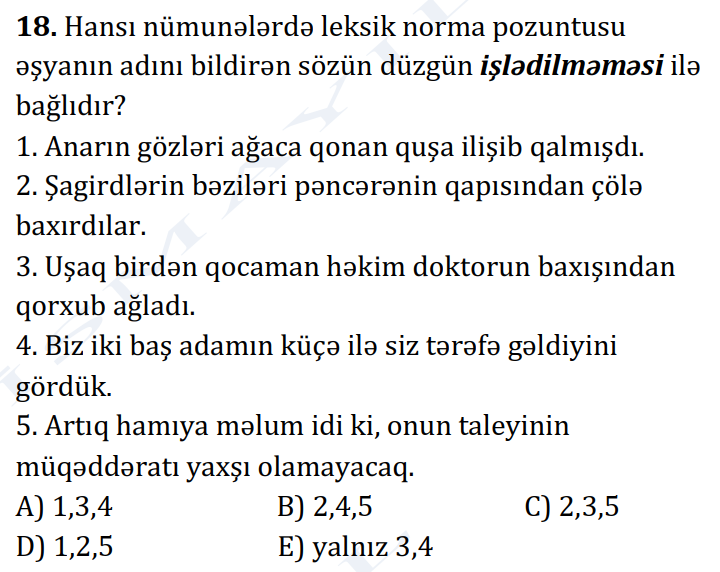 18. Hansı nümunələrdə leksik norma pozuntusu
əşyanın adını bildirən sözün düzgün işlədilməməsi ilə
bağlıdır?
1. Anarın gözləri ağaca qonan quşa ilişib qalmışdı.
2. Şagirdlərin bəziləri pəncərənin qapısından çölə
baxırdılar.
3. Uşaq birdən qocaman həkim doktorun baxışından
qorxub ağladı.
4. Biz iki baş adamın küçə ilə siz tərəfə gəldiyini
gördük.
5. Artıq hamıya məlum idi ki, onun taleyinin
müqəddəratı yaxşı olamayacaq.
A) 1,3,4 B) 2,4,5 C) 2,3,5
D) 1,2,5 E) yalnız 3,4